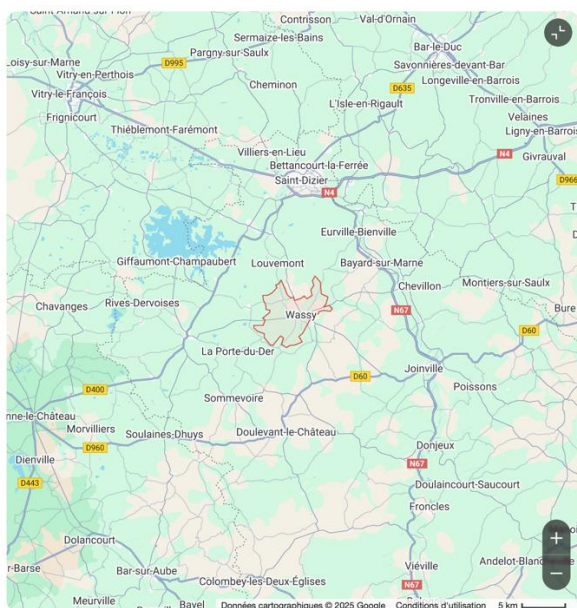 Contrisson
Val-d'Ornain
Sermaize-les-Bains
Bar-le-Duc
Pargny-sur-Saulx
Loisy-sur-Marne
D995
Savonnières-devant-Bar
Vitry-en-Perthois
Cheminon
D635
Longeville-en-Barrois
Vitry-le-François
L'Isle-en-Rigault
Tronville-en-Barrois
Frignicourt
Velaines
Thiéblemont-Farémont
Ligny-en-Barrois
Villiers-en-Lieu
N4
Givrauval
Bettancourt-la-Ferrée
Saint-Dizier
D966
N4
Eurville-Bienville
Giffaumont-Champaubert
Louvemont
Bayard-sur-Marne
Chevillon
Montiers-sur-Saulx
Chavanges
Rives-Dervoises
Bure
Wassy
N67
D60
La Porte-du-Der
Joinville
D60
Poissons
D400
Sommevoire
nne-le-Château
Morvilliers
Soulaines-Dhuys
Doulevant-le-Château
D960
Donjeux
Dienville
N67
D443
Doulaincourt-Saucourt
Froncles
Dolancourt
Viéville
-Barse
Bar-sur-Aube
Colombey-les-Deux-Églises
N67
Meurville
Bayel
Données cartographiques © 2025 Google
Conditions d'utilisation
5 km